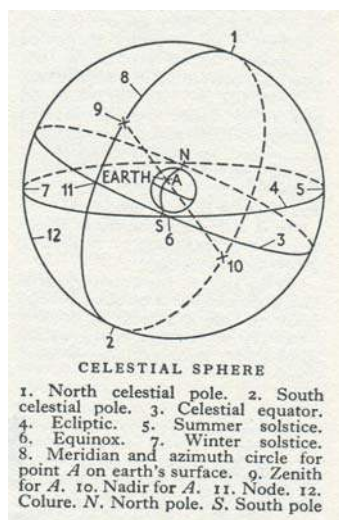 1
8
9
N
EARTH
A
7
11
4
5
S
12
6
3
10
2
CELESTIAL SPHERE
1. North celestial pole. 2. South
celestial pole. 3. Celestial equator.
4. Ecliptic. 5. Summer solstice.
6. Equinox. 7. Winter solstice.
8. Meridian and azimuth circle for
point A on earth's surface. 9. Zenith
for A. 10. Nadir for A. 11. Node. 12.
Colure. N. North pole. S. South pole